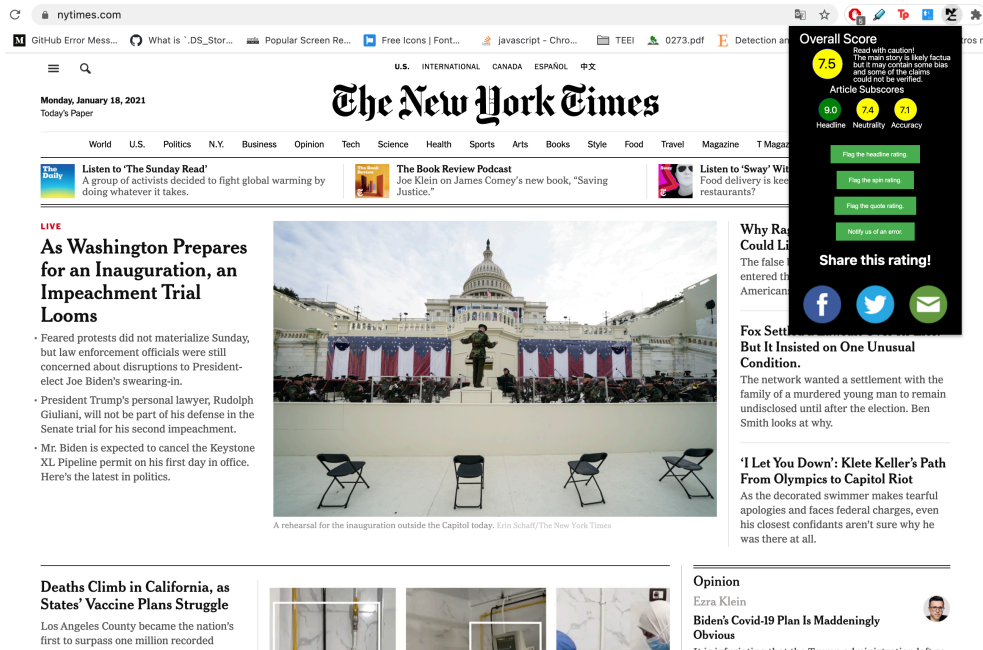 nytimes.com
5
GitHub Error Mess...
What is `.DS_Stor...
Popular Screen Re...
Free Icons | Font...
javascript - Chro...
TEEI
0273.pdf
Detection an
tros r
U.S. INTERNATIONAL CANADA ESPAÑOL 中文
Monday, January 18, 2021
Today's Paper
The New York Times
World U.S. Politics N.Y. Business Opinion Tech Science Health Sports Arts Books Style Food Travel Magazine T Magaz
The Daily
Listen to 'The Sunday Read'
A group of activists decided to fight global warming by
doing whatever it takes.
The Book Review
The Book Review Podcast
Joe Klein on James Comey's new book, "Saving
Justice."
Sway
Listen to 'Sway' Wit
Food delivery is kee
restaurants?
LIVE
As Washington Prepares
for an Inauguration, an
Impeachment Trial
Looms
• Feared protests did not materialize Sunday,
but law enforcement officials were still
concerned about disruptions to President-
elect Joe Biden's swearing-in.
• President Trump's personal lawyer, Rudolph
Giuliani, will not be part of his defense in the
Senate trial for his second impeachment.
• Mr. Biden is expected to cancel the Keystone
XL Pipeline permit on his first day in office.
Here's the latest in politics.
A rehearsal for the inauguration outside the Capitol today. Erin Schaff/The New York Times
Why Rag
Could Li
The false
entered th
American
Fox Settl
But It Insisted on One Unusual
Condition.
The network wanted a settlement with the
family of a murdered young man to remain
undisclosed until after the election. Ben
Smith looks at why.
'I Let You Down': Klete Keller's Path
From Olympics to Capitol Riot
As the decorated swimmer makes tearful
apologies and faces federal charges, even
his closest confidants aren't sure why he
was there at all.
Overall Score
7.5
Read with caution!
The main story is likely factua
but it may contain some bias
and some of the claims
could not be verified.
Article Subscores
9.0 7.4 7.1
Headline Neutrality Accuracy
Flag the headline rating.
Flag the spin rating.
Flag the quote rating.
Notify us of an error.
Share this rating!
Deaths Climb in California, as
States' Vaccine Plans Struggle
Los Angeles County became the nation's
first to surpass one million recorded
Opinion
Ezra Klein
Biden's Covid-19 Plan Is Maddeningly
Obvious